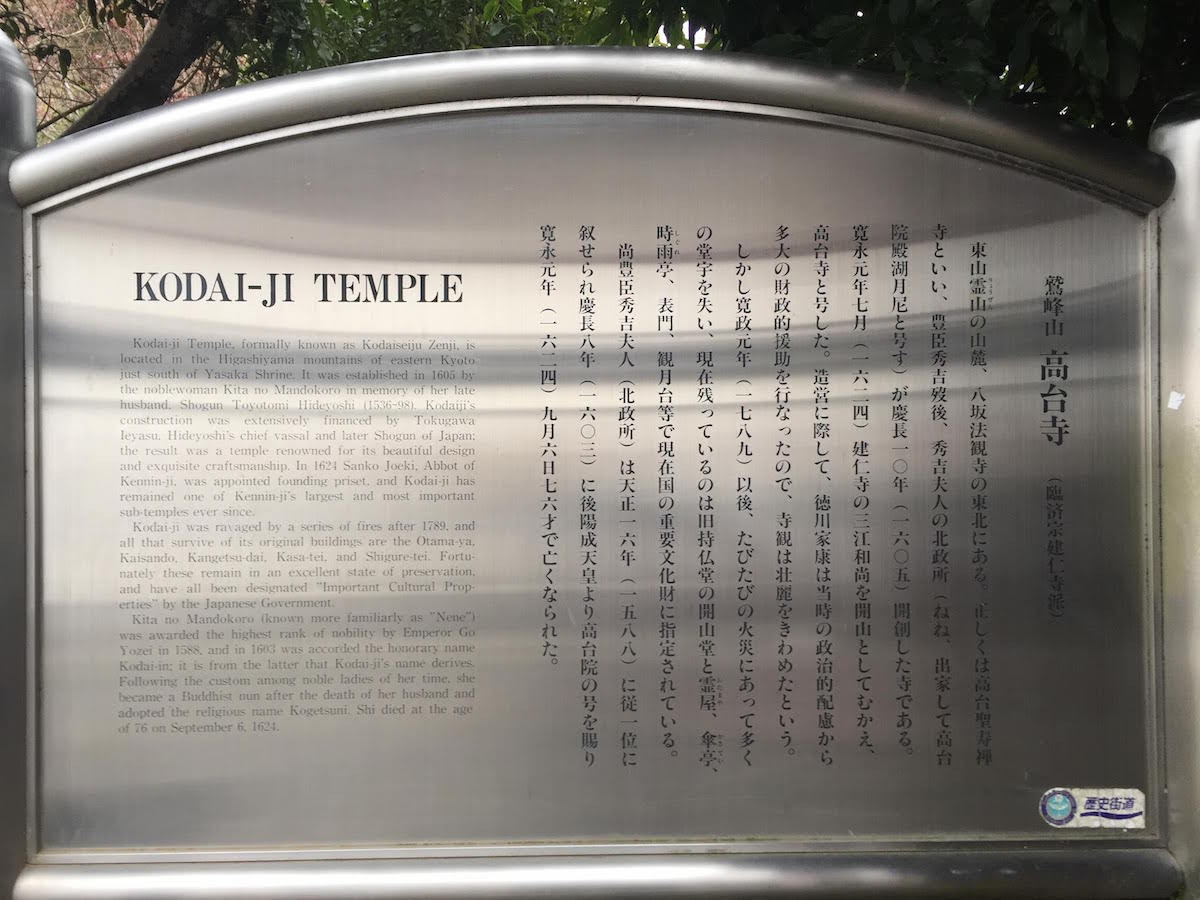 KODAI-JI TEMPLE
Kodai-ji Temple, formally known as Kodaiseiju Zenji, is
located in the Higashiyama mountains of eastern Kyoto
just south of Yasaka Shrine. It was established in 1605 by
the noblewoman Kita no Mandokoro in memory of her late
husband, Shogun Toyotomi Hideyoshi (1536-98). Kodaiji's
construction was extensively financed by Tokugawa
Ieyasu, Hideyoshi's chief vassal and later Shogun of Japan;
the result was a temple renowned for its beautiful design
and exquisite craftsmanship. In 1624 Sanko Joeki, Abbot of
Kennin-ji, was appointed founding priset, and Kodai-ji has
remained one of Kennin-ji's largest and most important
sub-temples ever since.
Kodai-ji was ravaged by a series of fires after 1789, and
all that survive of its original buildings are the Otama-ya,
Kaisando, Kangetsu-dai, Kasa-tei, and Shigure-tei. Fortu-
nately these remain in an excellent state of preservation,
and have all been designated "Important Cultural Prop-
erties" by the Japanese Government.
Kita no Mandokoro (known more familiarly as "Nene")
was awarded the highest rank of nobility by Emperor Go
Yozei in 1588, and in 1603 was accorded the honorary name
Kodai-in; it is from the latter that Kodai-ji's name derives.
Following the custom among noble ladies of her time, she
became a Buddhist nun after the death of her husband and
adopted the religious name Kogetsuni. Shi died at the age
of 76 on September 6, 1624.
鷲峰山 高台寺 （臨済宗建仁寺派）
東山霊山の山麓、八坂法観寺の東北にある。正しくは高台聖寿禅
寺といい、豊臣秀吉歿後、秀吉夫人の北政所（ねね、出家して高台
院殿湖月尼と号す）が慶長一〇年（一六〇五）開創した寺である。
寛永元年七月（一六二四）建仁寺の三江和尚を開山としてむかえ、
高台寺と号した。造営に際して、徳川家康は当時の政治的配慮から
多大の財政的援助を行なったので、寺観は壮麗をきわめたという。
しかし寛政元年（一七八九）以後、たびたびの火災にあって多く
の堂宇を失い、現在残っているのは旧持仏堂の開山堂と霊屋、傘亭、
時雨亭、表門、観月台等で現在国の重要文化財に指定されている。
尚豊臣秀吉夫人（北政所）は天正一六年（一五八八）に従一位に
叙せられ慶長八年（一六〇三）に後陽成天皇より高台院の号を賜り
寛永元年（一六二四）九月六日七六才で亡くなられた。
歴史街道